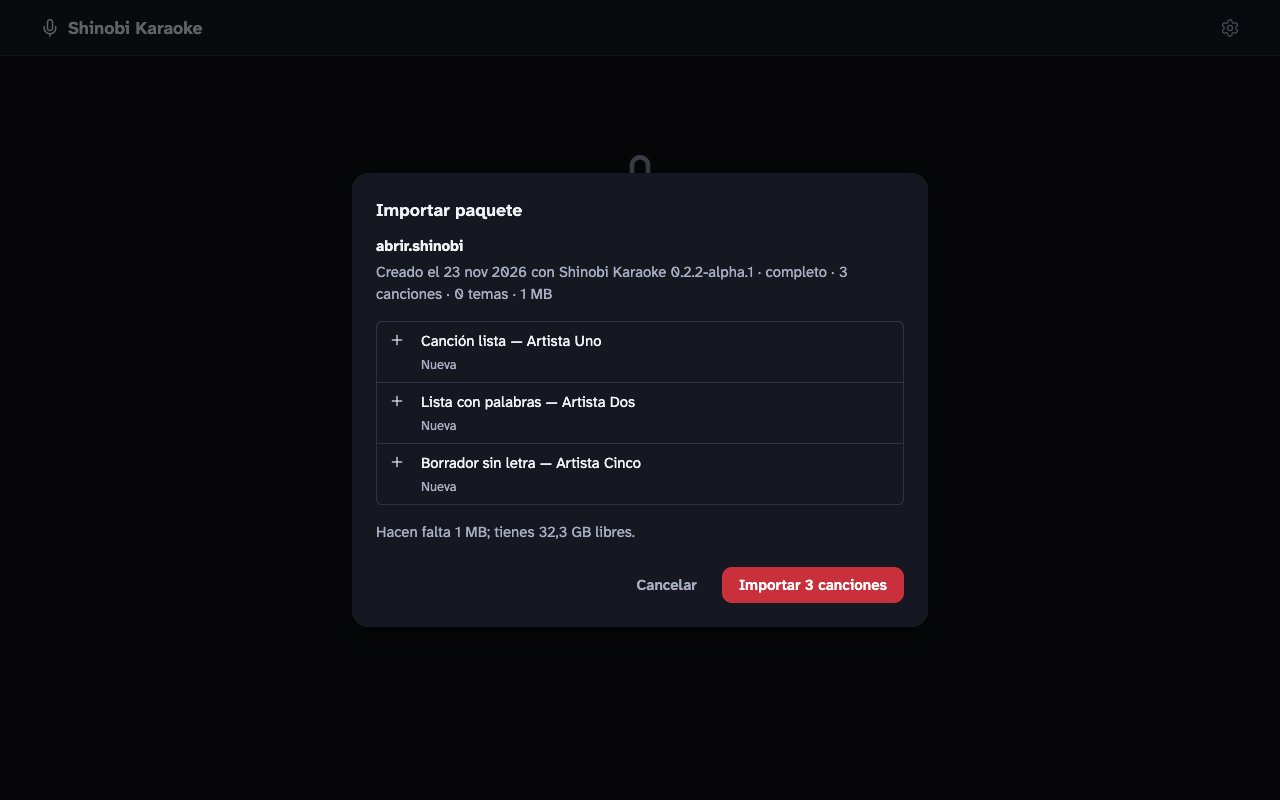 Shinobi Karaoke
Importar paquete
abrir.shinobi
Creado el 23 nov 2026 con Shinobi Karaoke 0.2.2-alpha.1 · completo · 3
canciones · 0 temas · 1 MB
Canción lista — Artista Uno
Nueva
Lista con palabras — Artista Dos
Nueva
Borrador sin letra — Artista Cinco
Nueva
Hacen falta 1 MB; tienes 32,3 GB libres.
Cancelar
Importar 3 canciones